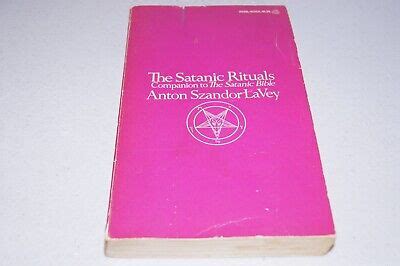 The Satanic Rituals
Companion to The Satanic Bible
Anton Szandor LaVey